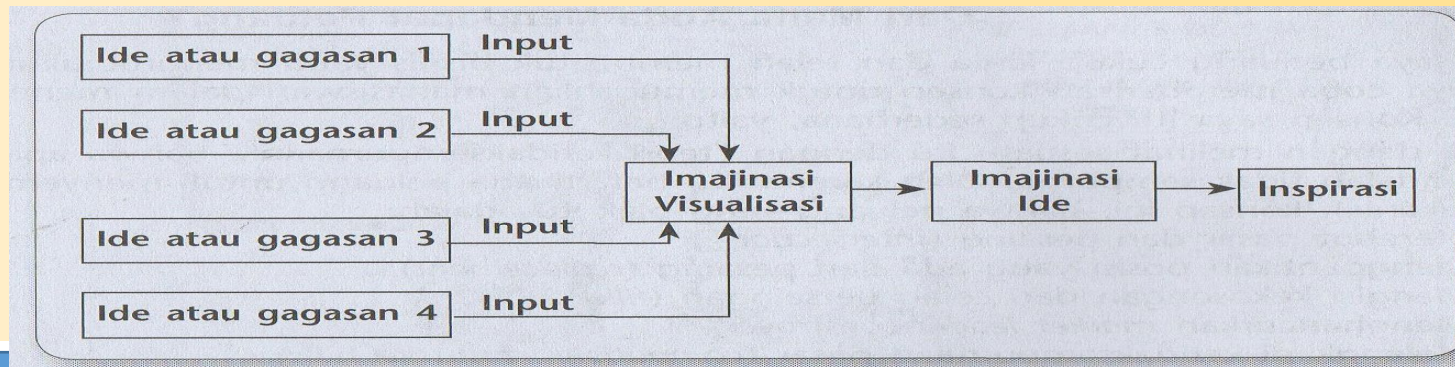 Ide atau gagasan 1
Input
Ide atau gagasan 2
Input
Imajinasi
Visualisasi
Imajinasi
Ide
Inspirasi
Ide atau gagasan 3
Input
Ide atau gagasan 4
Input